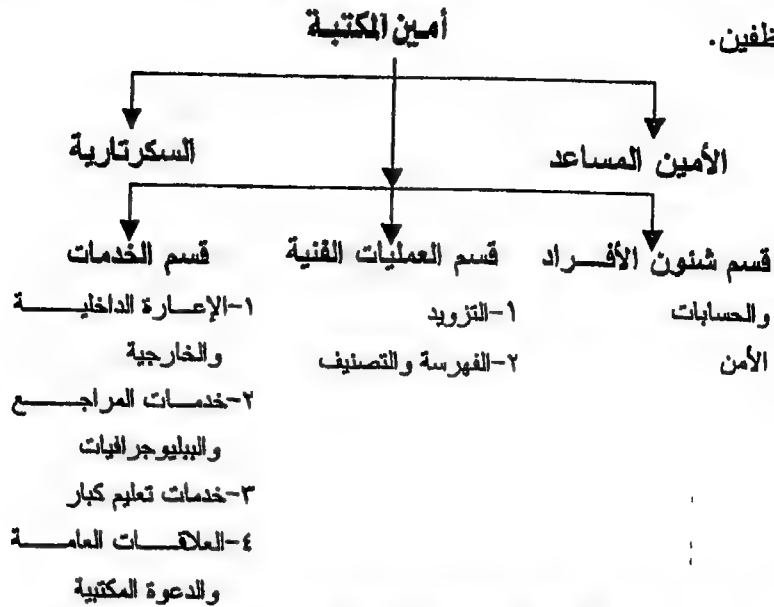 ظفين.
أمين المكتبة
الأمين المساعد
السكرتارية
قسم شئون الأفراد
والحسابات
الأمن
قسم العمليات الفنية
١-التزويد
٢-الفهرسة والتصنيف
قسم الخدمات
١-الإعارة الداخلية
والخارجية
٢-خدمات المراجع
والببليوجرافيات
٣-خدمات تعليم كبار
٤-العلاقات العامة
والدعوة المكتبية